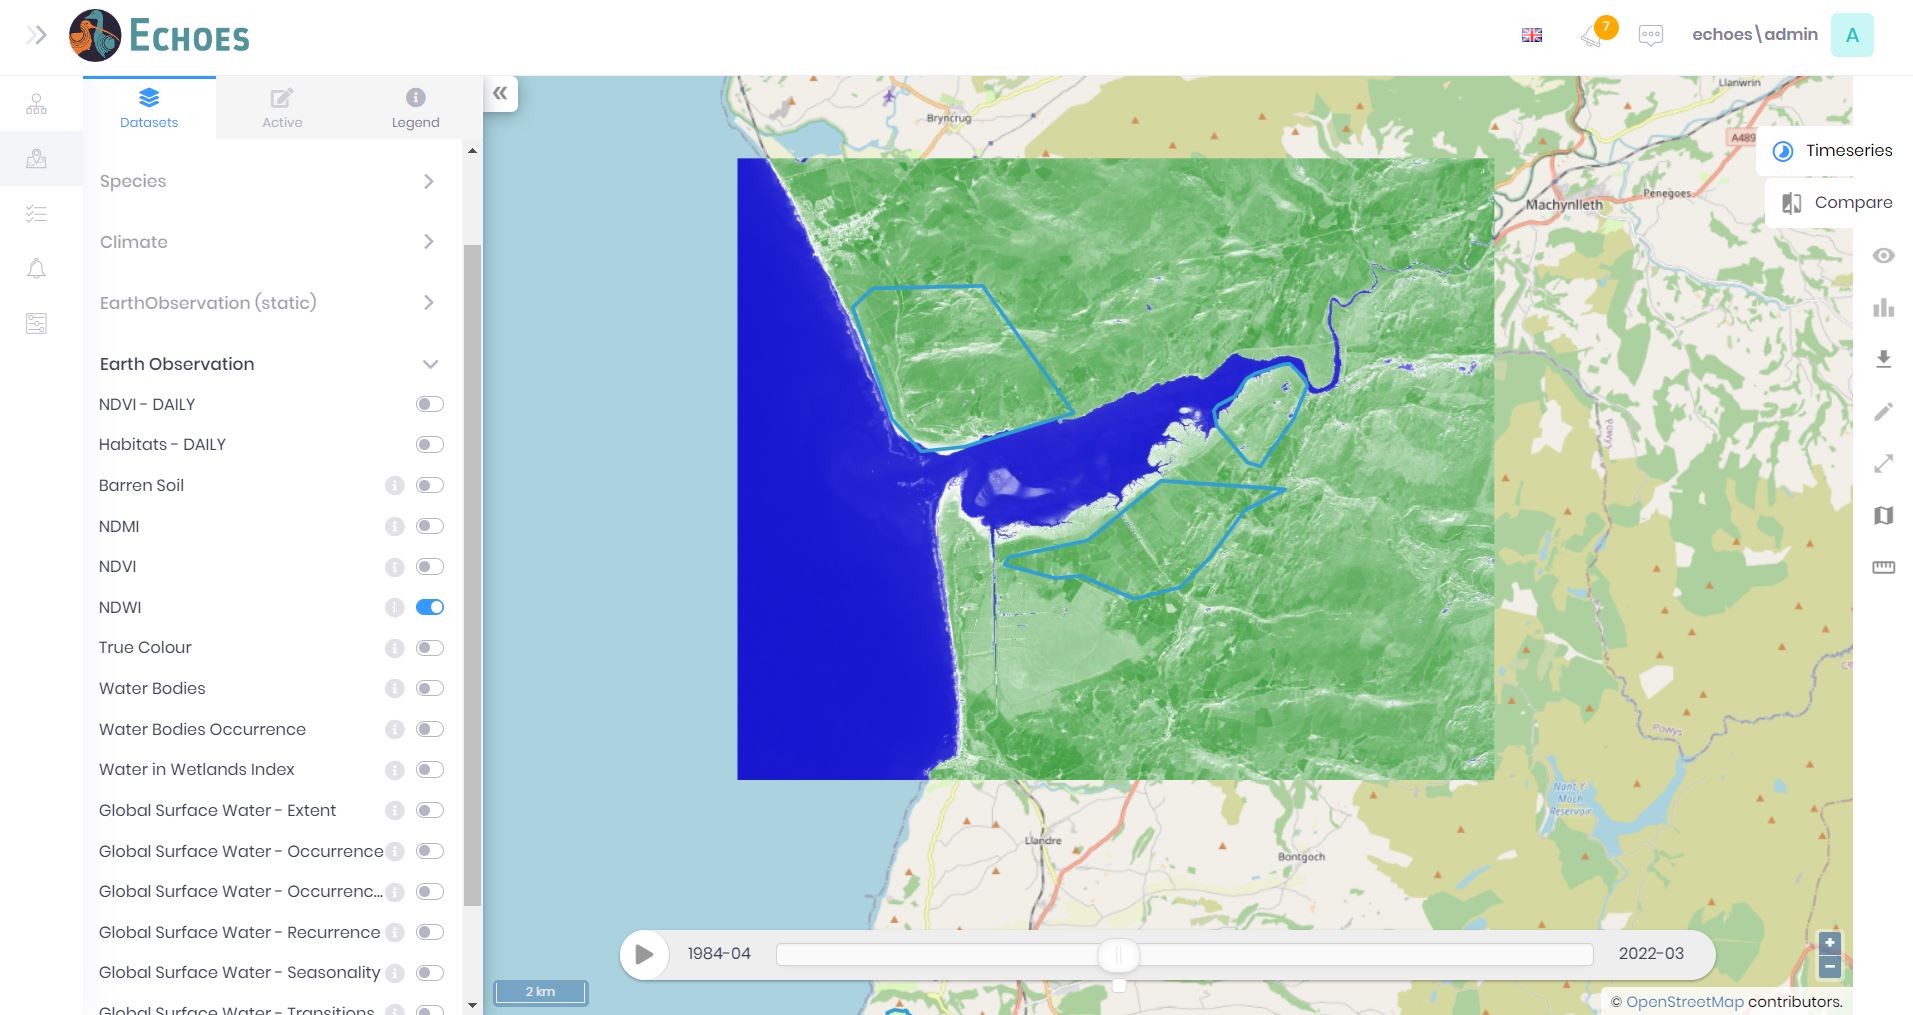 ECHOES
7
echoes\admin
A
Datasets
Active
Legend
Species
Climate
EarthObservation (static)
Earth Observation
NDVI - DAILY
Habitats - DAILY
Barren Soil
NDMI
NDVI
NDWI
True Colour
Water Bodies
Water Bodies Occurrence
Water in Wetlands Index
Global Surface Water - Extent
Global Surface Water - Occurrence
Global Surface Water - Occurrenc...
Global Surface Water - Recurrence
Global Surface Water - Seasonality
Global Surface Water - Transitions
Bryncrug
Llanwrin
A489
Timeseries
Penegoes
Machynlleth
Compare
Powys
Powys
Nant Y
Moch
Reservoir
Llandre
Bontgoch
1984-04
2022-03
+
−
2 km
© OpenStreetMap contributors.